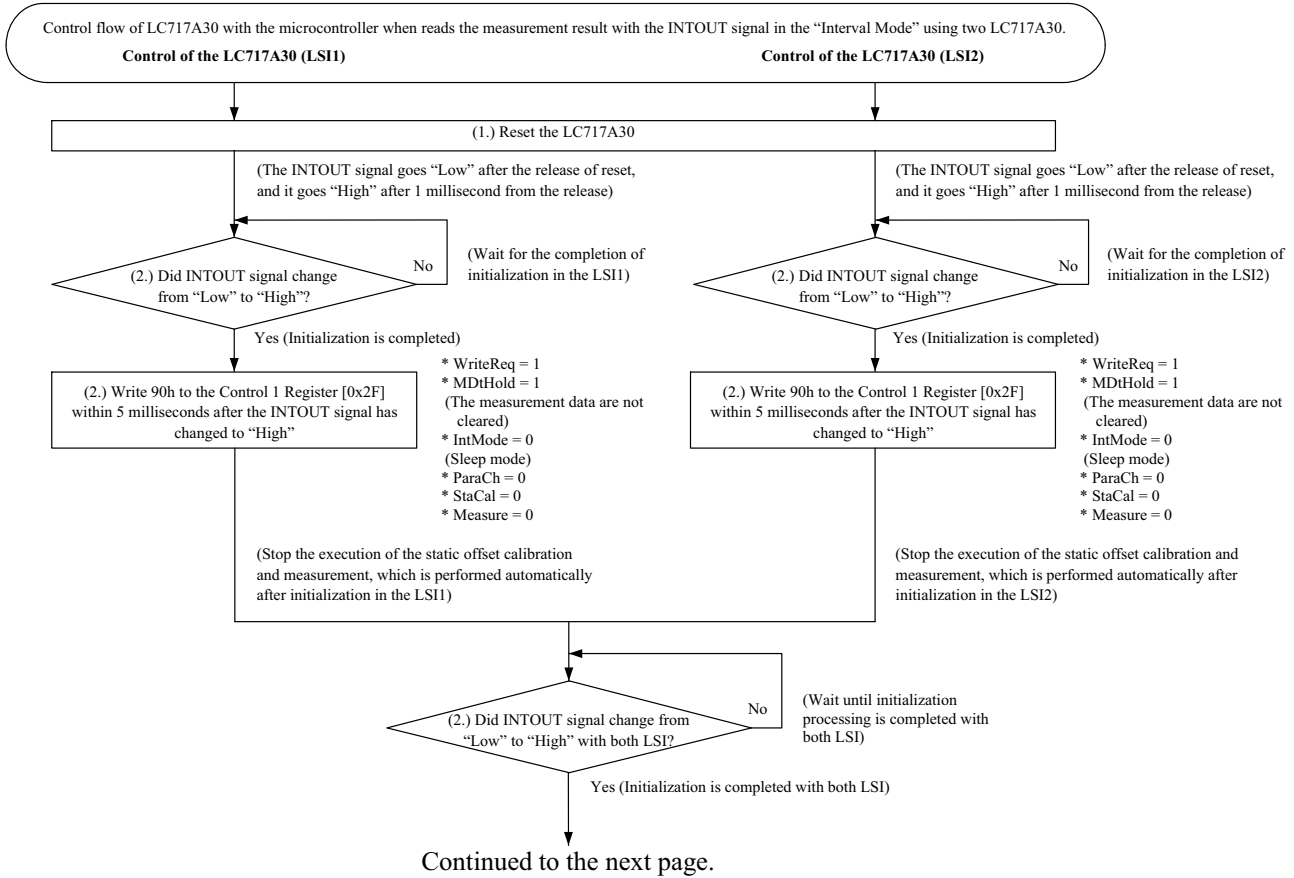 Control flow of LC717A30 with the microcontroller when reads the measurement result with the INTOUT signal in the “Interval Mode” using two LC717A30.
Control of the LC717A30 (LSI1)
Control of the LC717A30 (LSI2)
(1.) Reset the LC717A30
(The INTOUT signal goes “Low” after the release of reset,
and it goes “High” after 1 millisecond from the release)
(The INTOUT signal goes “Low” after the release of reset,
and it goes “High” after 1 millisecond from the release)
(2.) Did INTOUT signal change
from “Low” to “High”?
No
(Wait for the completion of
initialization in the LSI1)
(2.) Did INTOUT signal change
from “Low” to “High”?
No
(Wait for the completion of
initialization in the LSI2)
Yes (Initialization is completed)
Yes (Initialization is completed)
(2.) Write 90h to the Control 1 Register [0x2F]
within 5 milliseconds after the INTOUT signal has
changed to “High”
* WriteReq = 1
* MDtHold = 1
(The measurement data are not
cleared)
* IntMode = 0
(Sleep mode)
* ParaCh = 0
* StaCal = 0
* Measure = 0
(2.) Write 90h to the Control 1 Register [0x2F]
within 5 milliseconds after the INTOUT signal has
changed to “High”
* WriteReq = 1
* MDtHold = 1
(The measurement data are not
cleared)
* IntMode = 0
(Sleep mode)
* ParaCh = 0
* StaCal = 0
* Measure = 0
(Stop the execution of the static offset calibration
and measurement, which is performed automatically
after initialization in the LSI1)
(Stop the execution of the static offset calibration and
measurement, which is performed automatically after
initialization in the LSI2)
(2.) Did INTOUT signal change from
“Low” to “High” with both LSI?
No
(Wait until initialization
processing is completed with
both LSI)
Yes (Initialization is completed with both LSI)
Continued to the next page.